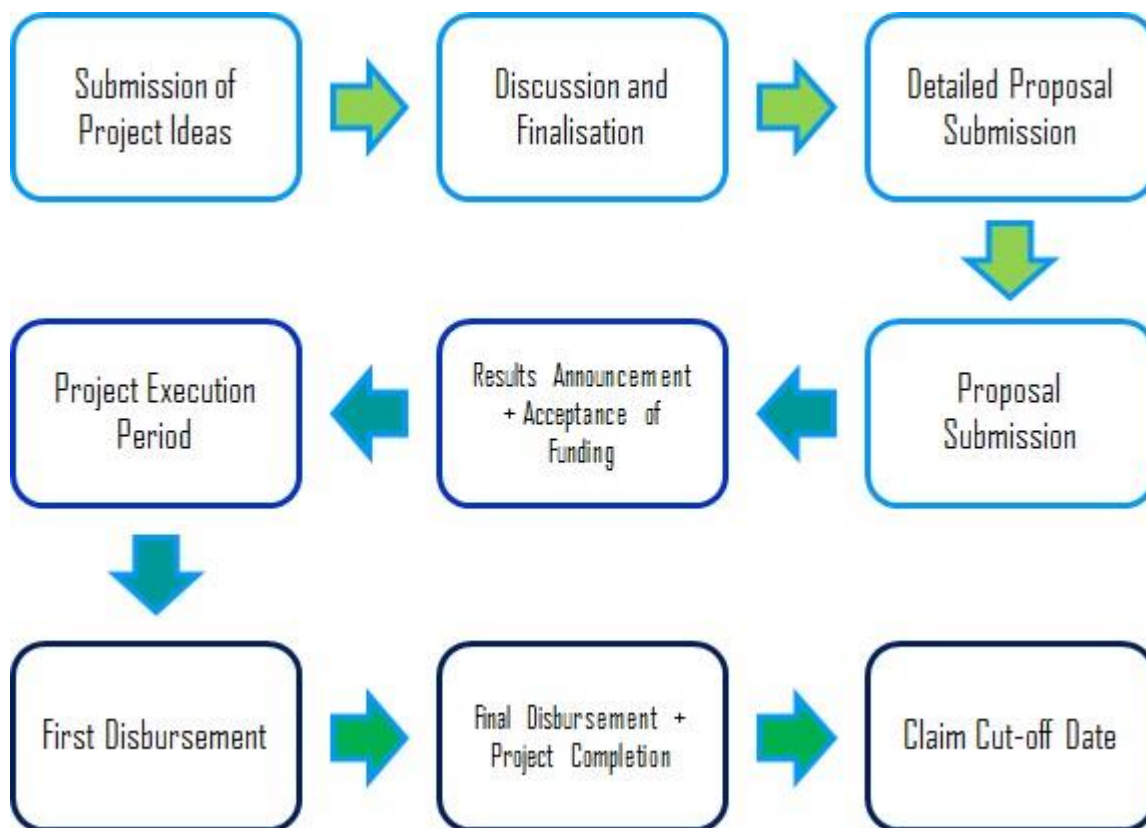 Submission of
Project Ideas
Discussion and
Finalisation
Detailed Proposal
Submission
Proposal
Submission
Results Announcement
+ Acceptance of
Funding
Project Execution
Period
First Disbursement
Final Disbursement +
Project Completion
Claim Cut-off Date